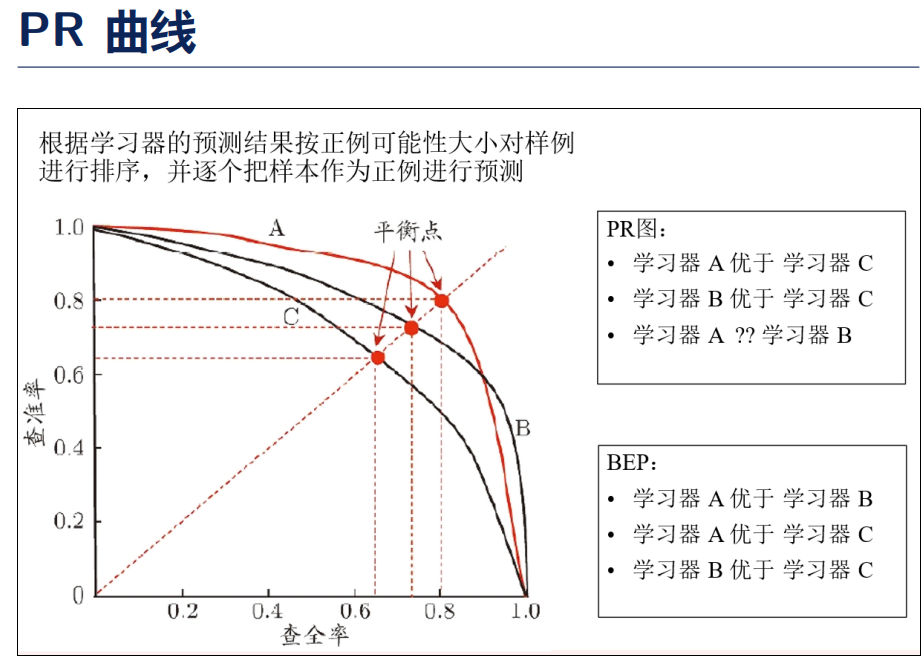 PR 曲线
根据学习器的预测结果按正例可能性大小对样例
进行排序，并逐个把样本作为正例进行预测
1.0
0.8
0.6
0.4
0.2
0
查准率
A
平衡点
C
B
0.2
0.4
0.6
0.8
1.0
查全率
PR图：
• 学习器 A 优于 学习器 C
• 学习器 B 优于 学习器 C
• 学习器 A ?? 学习器 B
BEP：
• 学习器 A 优于 学习器 B
• 学习器 A 优于 学习器 C
• 学习器 B 优于 学习器 C